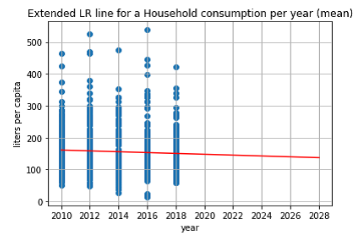 Extended LR line for a Household consumption per year (mean)
500
400
300
200
100
0
liters per capita
2010 2012 2014 2016 2018 2020 2022 2024 2026 2028
year